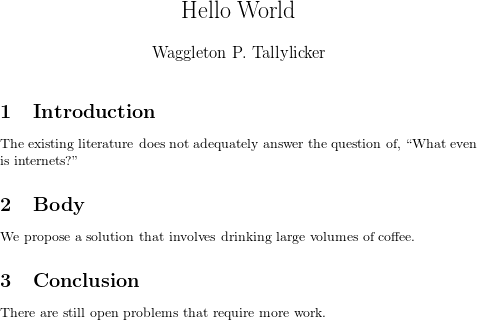 Hello World
Waggleton P. Tallylicker
1 Introduction
The existing literature does not adequately answer the question of, “What even
is internets?”
2 Body
We propose a solution that involves drinking large volumes of coffee.
3 Conclusion
There are still open problems that require more work.